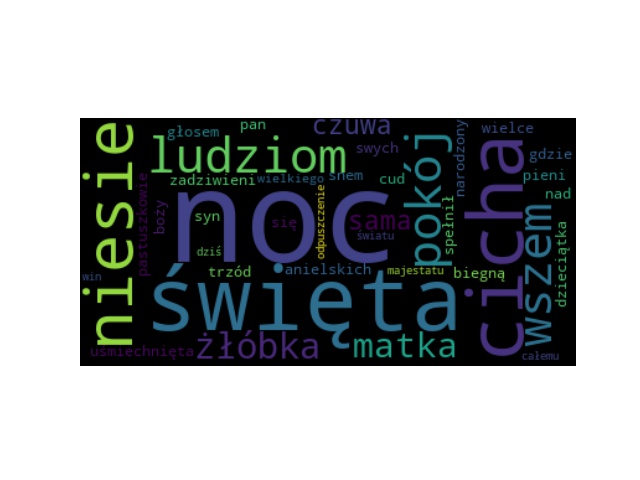 pan
czuwa
głosem
wielce
swych
ludziom
niesie
pokój
cicha
gdzie
narodzony
zadziwieni
wielkiego
snem
cud
pieni
nad
pastuszkowie
boży
noc
syn
się
sama
odpuszczenie
spełnił
wszem
dzieciątka
światu
dziś
trzód
anielskich
majestatu
biegną
win
święta
uśmiechnięta
żłóbka
matka
całemu